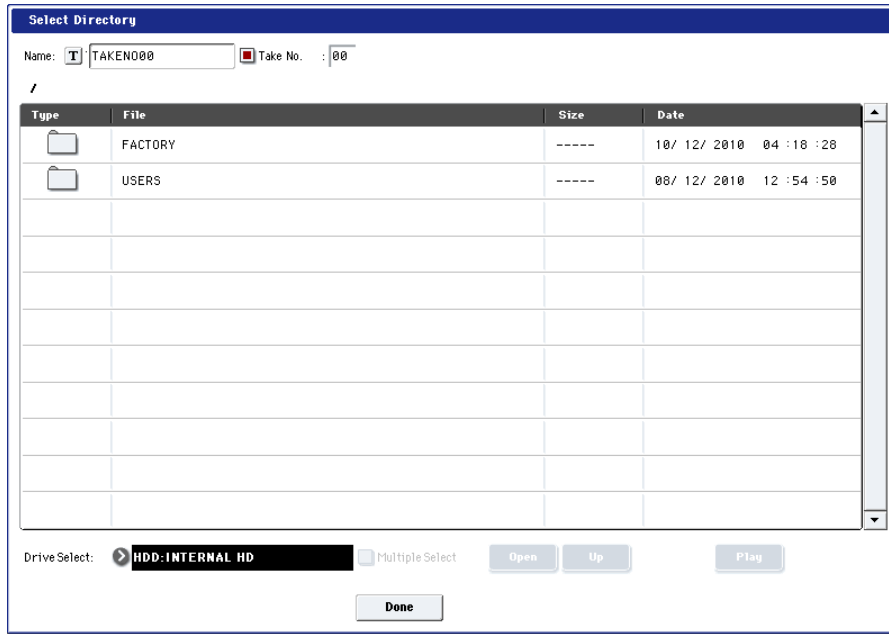 Select Directory
Name: T TAKENO00 Take No. : 00
/
Type File Size Date
FACTORY ----- 10/ 12/ 2010 04 :18 :28
USERS ----- 08/ 12/ 2010 12 :54 :50
Drive Select: HDD:INTERNAL HD Multiple Select Open Up Play
Done